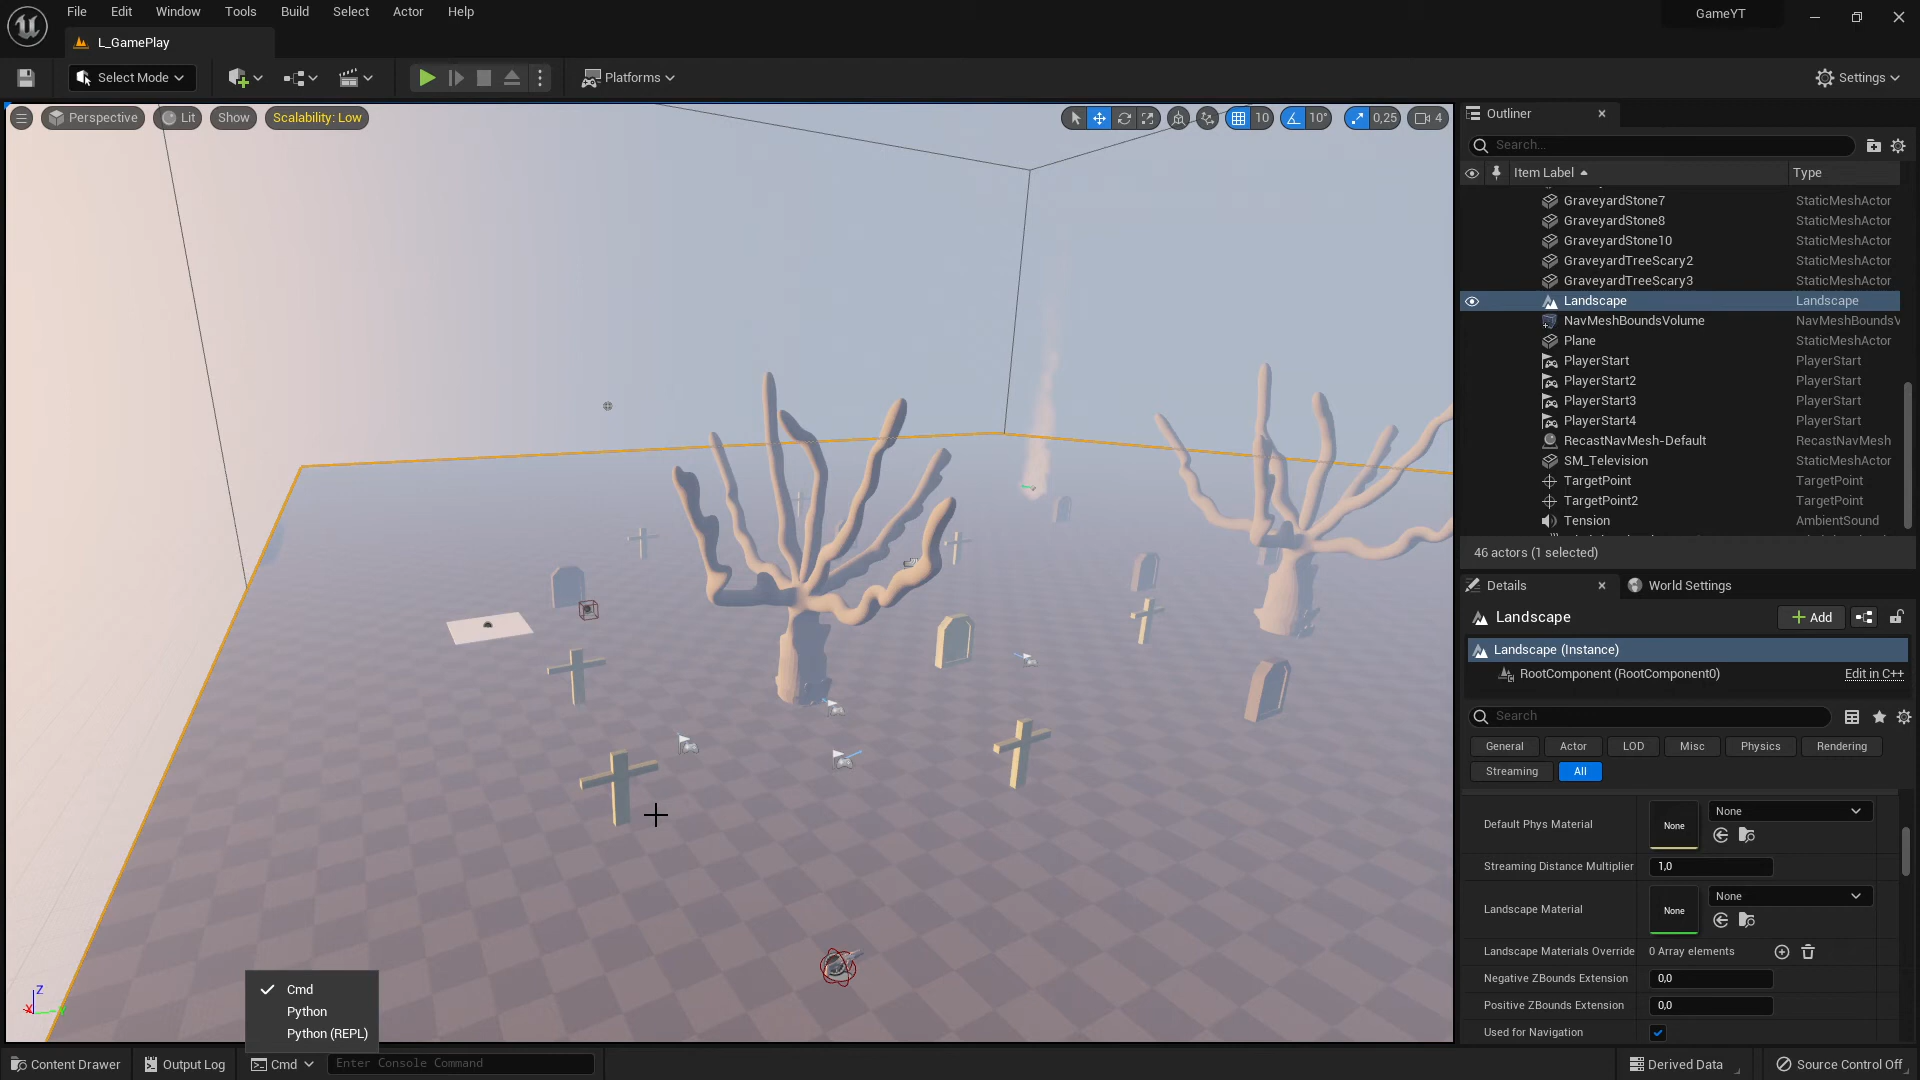 File Edit Window Tools Build Select Actor Help
GameYT
L_GamePlay
Select Mode
Platforms
Settings
Perspective Lit Show Scalability: Low
10 10° 0,25 4
Outliner
Search...
Item Label Type
GraveyardStone7 StaticMeshActor
GraveyardStone8 StaticMeshActor
GraveyardStone10 StaticMeshActor
GraveyardTreeScary2 StaticMeshActor
GraveyardTreeScary3 StaticMeshActor
Landscape Landscape
NavMeshBoundsVolume NavMeshBoundsV
Plane StaticMeshActor
PlayerStart PlayerStart
PlayerStart2 PlayerStart
PlayerStart3 PlayerStart
PlayerStart4 PlayerStart
RecastNavMesh-Default RecastNavMesh
SM_Television StaticMeshActor
TargetPoint TargetPoint
TargetPoint2 TargetPoint
Tension AmbientSound
46 actors (1 selected)
Details World Settings
Landscape
Add
Landscape (Instance)
RootComponent (RootComponent0) Edit in C++
Search
General Actor LOD Misc Physics Rendering
Streaming All
Default Phys Material None None
Streaming Distance Multiplier 1,0
Landscape Material None None
Landscape Materials Override 0 Array elements
Negative ZBounds Extension 0,0
Positive ZBounds Extension 0,0
Used for Navigation
Z
X
Y
Cmd
Python
Python (REPL)
Content Drawer Output Log Cmd Enter Console Command
Derived Data Source Control Off